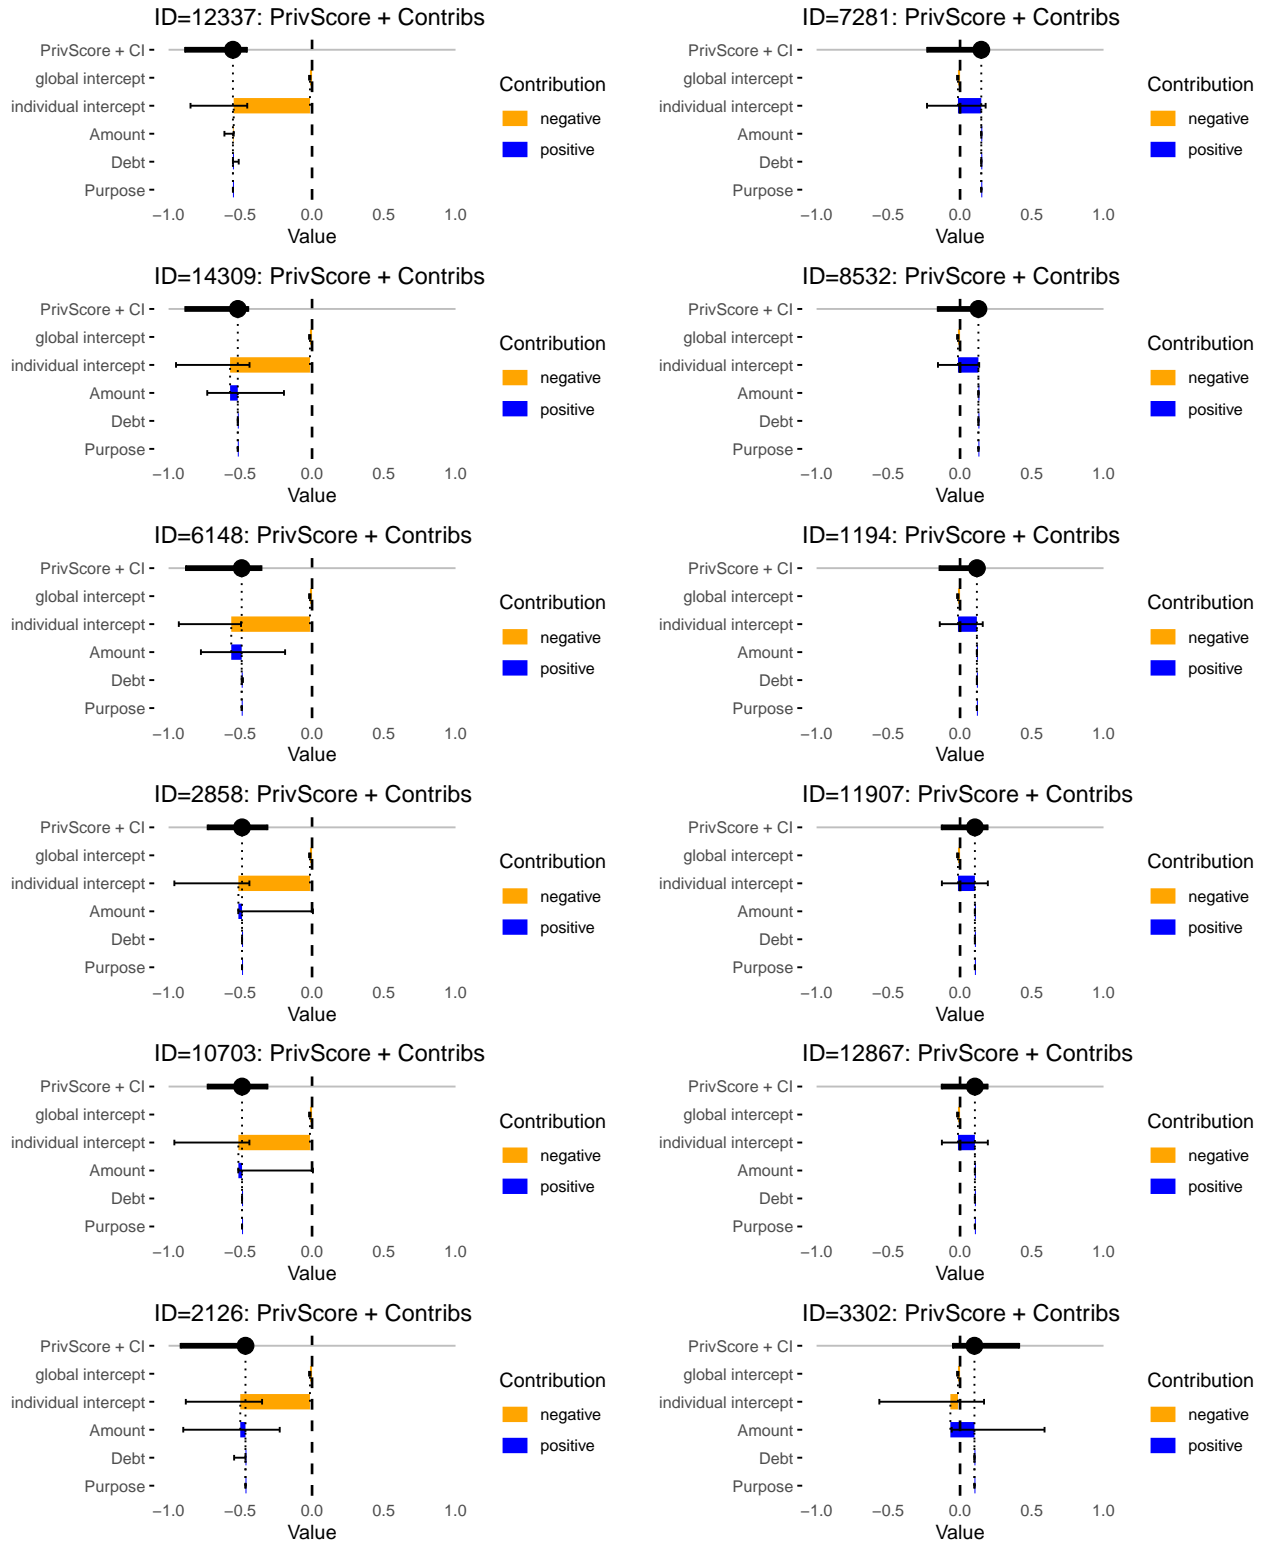 ID=12337: PrivScore + Contribs
PrivScore + CI
global intercept
individual intercept
Amount
Debt
Purpose
−1.0 −0.5 0.0 0.5 1.0
Value
Contribution
negative
positive
ID=7281: PrivScore + Contribs
PrivScore + CI
global intercept
individual intercept
Amount
Debt
Purpose
−1.0 −0.5 0.0 0.5 1.0
Value
Contribution
negative
positive
ID=14309: PrivScore + Contribs
PrivScore + CI
global intercept
individual intercept
Amount
Debt
Purpose
−1.0 −0.5 0.0 0.5 1.0
Value
Contribution
negative
positive
ID=8532: PrivScore + Contribs
PrivScore + CI
global intercept
individual intercept
Amount
Debt
Purpose
−1.0 −0.5 0.0 0.5 1.0
Value
Contribution
negative
positive
ID=6148: PrivScore + Contribs
PrivScore + CI
global intercept
individual intercept
Amount
Debt
Purpose
−1.0 −0.5 0.0 0.5 1.0
Value
Contribution
negative
positive
ID=1194: PrivScore + Contribs
PrivScore + CI
global intercept
individual intercept
Amount
Debt
Purpose
−1.0 −0.5 0.0 0.5 1.0
Value
Contribution
negative
positive
ID=2858: PrivScore + Contribs
PrivScore + CI
global intercept
individual intercept
Amount
Debt
Purpose
−1.0 −0.5 0.0 0.5 1.0
Value
Contribution
negative
positive
ID=11907: PrivScore + Contribs
PrivScore + CI
global intercept
individual intercept
Amount
Debt
Purpose
−1.0 −0.5 0.0 0.5 1.0
Value
Contribution
negative
positive
ID=10703: PrivScore + Contribs
PrivScore + CI
global intercept
individual intercept
Amount
Debt
Purpose
−1.0 −0.5 0.0 0.5 1.0
Value
Contribution
negative
positive
ID=12867: PrivScore + Contribs
PrivScore + CI
global intercept
individual intercept
Amount
Debt
Purpose
−1.0 −0.5 0.0 0.5 1.0
Value
Contribution
negative
positive
ID=2126: PrivScore + Contribs
PrivScore + CI
global intercept
individual intercept
Amount
Debt
Purpose
−1.0 −0.5 0.0 0.5 1.0
Value
Contribution
negative
positive
ID=3302: PrivScore + Contribs
PrivScore + CI
global intercept
individual intercept
Amount
Debt
Purpose
−1.0 −0.5 0.0 0.5 1.0
Value
Contribution
negative
positive